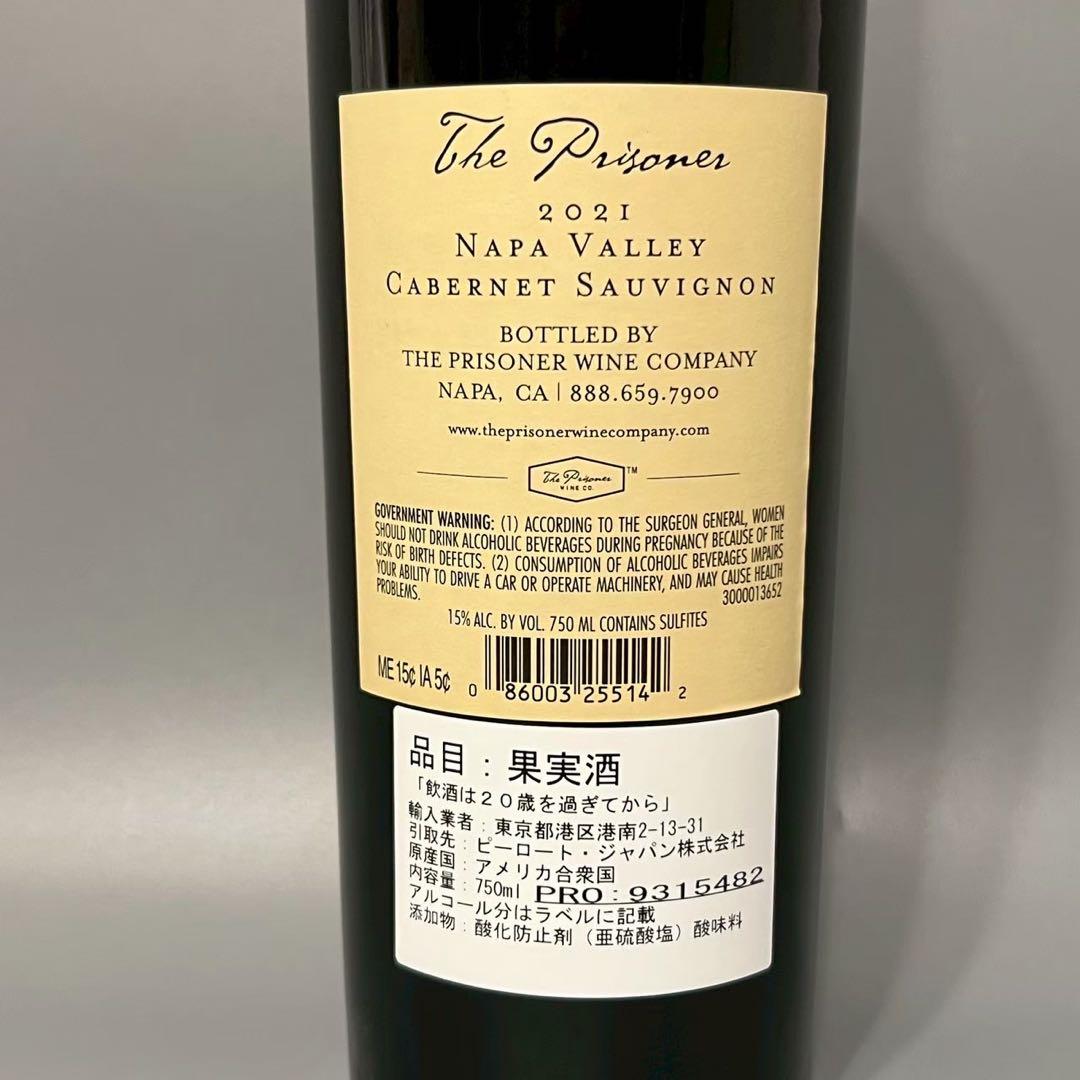 The Prisoner
2021
NAPA VALLEY
CABERNET SAUVIGNON
BOTTLED BY
THE PRISONER WINE COMPANY
NAPA, CA | 888.659.7900
www.theprisonerwinecompany.com
The Prisoner TM
WINE CO.
GOVERNMENT WARNING: (1) ACCORDING TO THE SURGEON GENERAL, WOMEN
SHOULD NOT DRINK ALCOHOLIC BEVERAGES DURING PREGNANCY BECAUSE OF THE
RISK OF BIRTH DEFECTS. (2) CONSUMPTION OF ALCOHOLIC BEVERAGES IMPAIRS
YOUR ABILITY TO DRIVE A CAR OR OPERATE MACHINERY, AND MAY CAUSE HEALTH
PROBLEMS. 3000013652
15% ALC. BY VOL. 750 ML CONTAINS SULFITES
ME 15¢ IA 5¢
0 86003 25514 2
品目：果実酒
「飲酒は20歳を過ぎてから」
輸入業者：東京都港区港南2-13-31
引取先：ピーロート・ジャパン株式会社
原産国：アメリカ合衆国
内容量：750ml PRO：9315482
アルコール分はラベルに記載
添加物：酸化防止剤（亜硫酸塩）酸味料